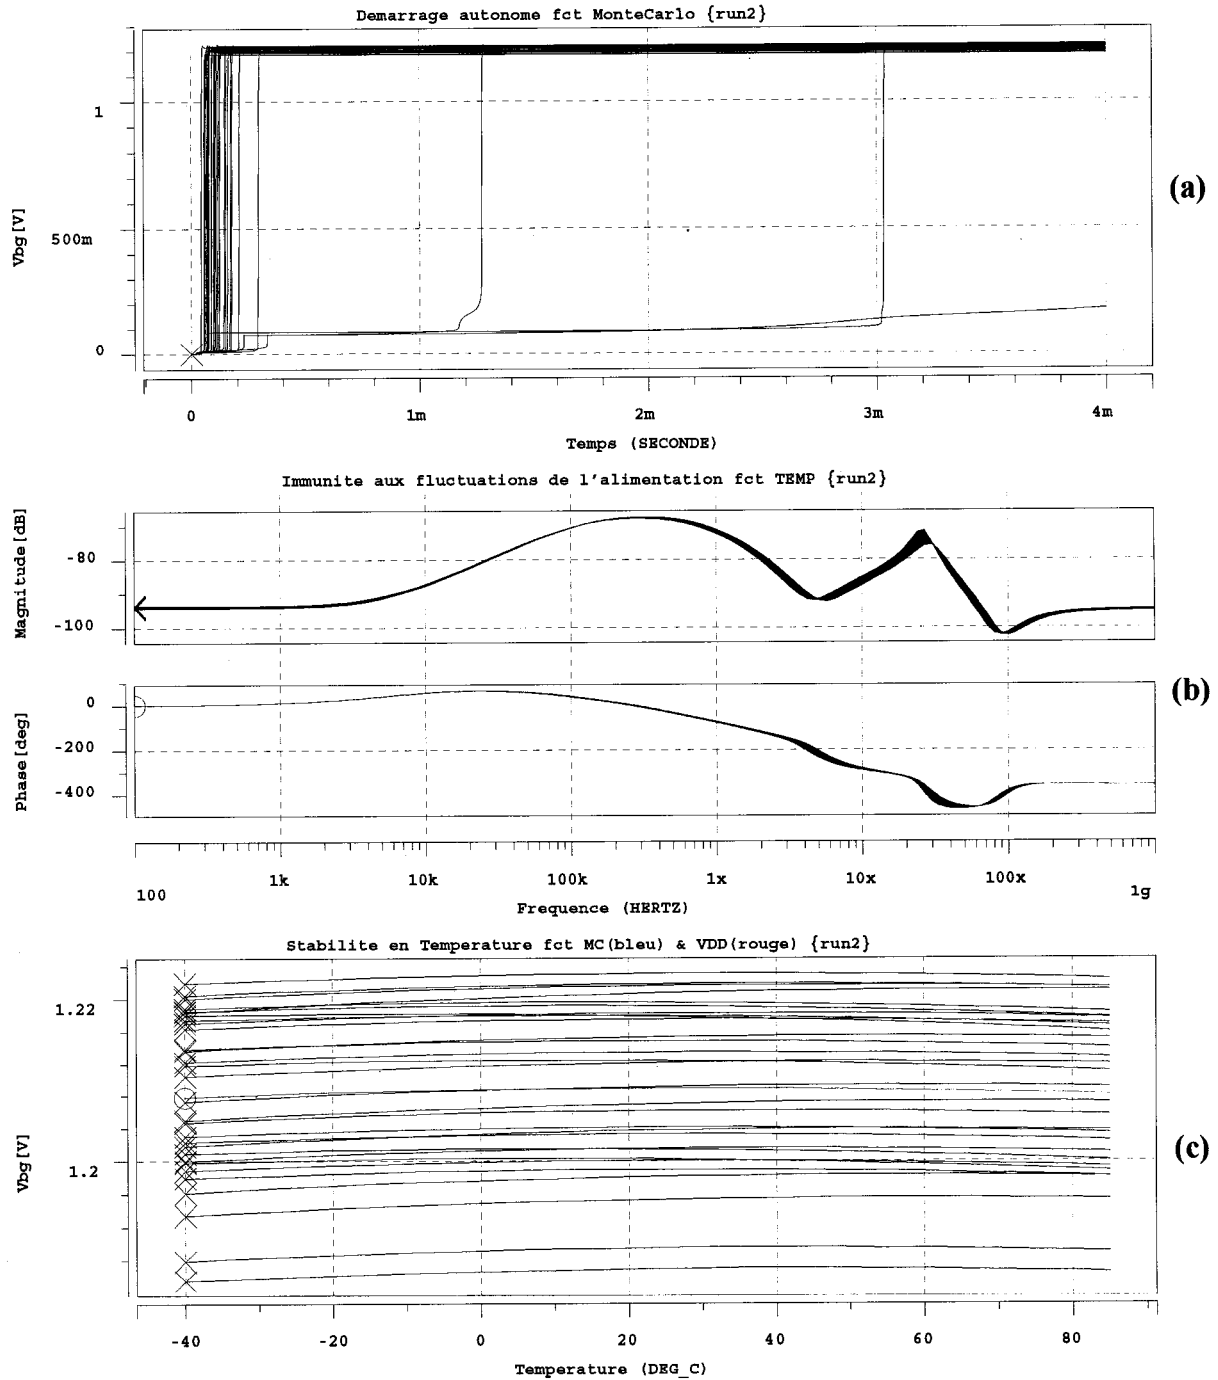 Demarrage autonome fct MonteCarlo {run2}
1
500m
0
Vbg[V]
(a)
0 1m 2m 3m 4m
Temps (SECONDE)
Immunite aux fluctuations de l'alimentation fct TEMP {run2}
-80
-100
Magnitude[dB]
0
-200
-400
Phase[deg]
(b)
100 1k 10k 100k 1x 10x 100x 1g
Frequence (HERTZ)
Stabilite en Temperature fct MC(bleu) & VDD(rouge) {run2}
1.22
1.2
Vbg[V]
(c)
-40 -20 0 20 40 60 80
Temperature (DEG_C)